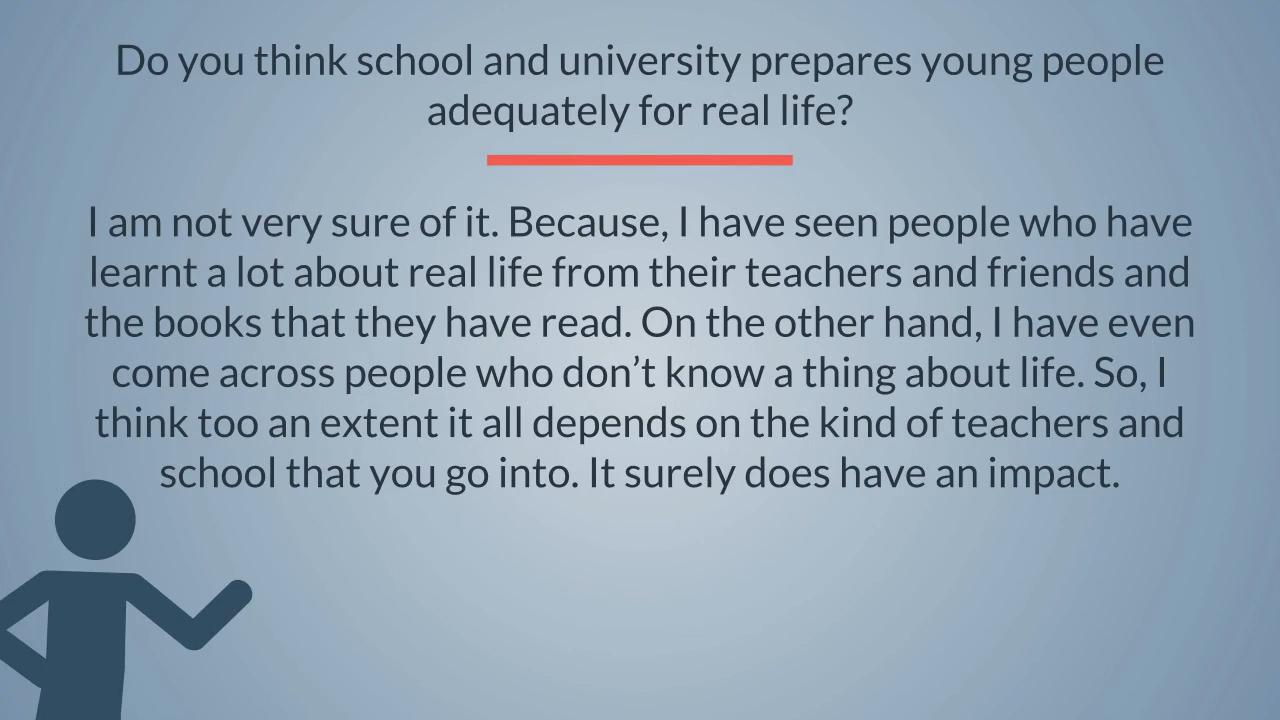 Do you think school and university prepares young people
adequately for real life?
I am not very sure of it. Because, I have seen people who have
learnt a lot about real life from their teachers and friends and
the books that they have read. On the other hand, I have even
come across people who don’t know a thing about life. So, I
think too an extent it all depends on the kind of teachers and
school that you go into. It surely does have an impact.